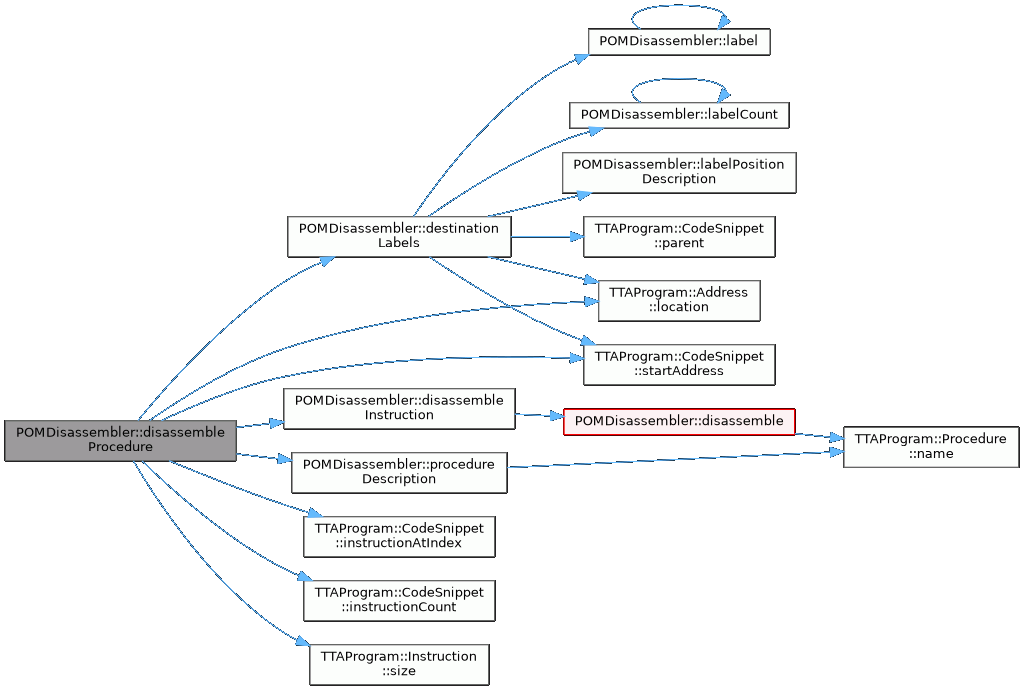 POMDisassembler::label
POMDisassembler::labelCount
POMDisassembler::labelPosition
Description
POMDisassembler::destination
Labels
TTAProgram::CodeSnippet
::parent
TTAProgram::Address
::location
TTAProgram::CodeSnippet
::startAddress
POMDisassembler::disassemble
Instruction
POMDisassembler::disassemble
POMDisassembler::disassemble
Procedure
TTAProgram::Procedure
::name
POMDisassembler::procedure
Description
TTAProgram::CodeSnippet
::instructionAtIndex
TTAProgram::CodeSnippet
::instructionCount
TTAProgram::Instruction
::size